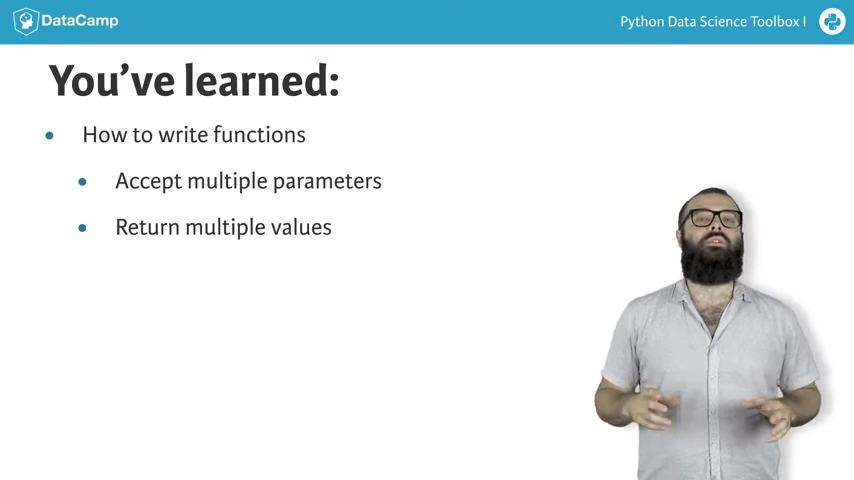 DataCamp
Python Data Science Toolbox I
You’ve learned:
How to write functions
Accept multiple parameters
Return multiple values